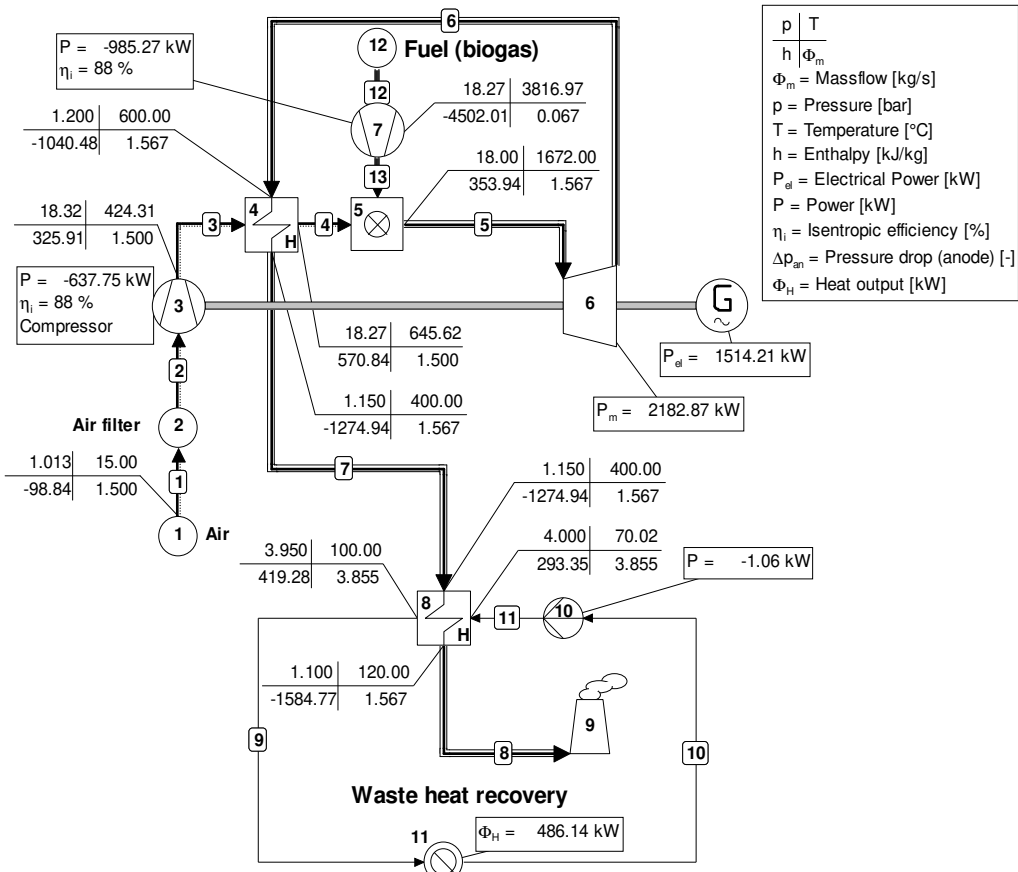 6
P = -985.27 kW
ηi = 88 %
12
Fuel (biogas)
12
18.27 3816.97
-4502.01 0.067
7
1.200 600.00
-1040.48 1.567
13
18.00 1672.00
353.94 1.567
18.32 424.31
325.91 1.500
3
4
H
4
5
5
P = -637.75 kW
ηi = 88 %
Compressor
3
6
G
~
18.27 645.62
570.84 1.500
Pel = 1514.21 kW
2
1.150 400.00
-1274.94 1.567
Pm = 2182.87 kW
Air filter
2
1.013 15.00
-98.84 1.500
1
7
1.150 400.00
-1274.94 1.567
1
Air
3.950 100.00
419.28 3.855
4.000 70.02
293.35 3.855
P = -1.06 kW
8
H
11
10
1.100 120.00
-1584.77 1.567
9
9
8
10
Waste heat recovery
11
ΦH = 486.14 kW
p T
h Φm
Φm = Massflow [kg/s]
p = Pressure [bar]
T = Temperature [°C]
h = Enthalpy [kJ/kg]
Pel = Electrical Power [kW]
P = Power [kW]
ηi = Isentropic efficiency [%]
Δpan = Pressure drop (anode) [-]
ΦH = Heat output [kW]